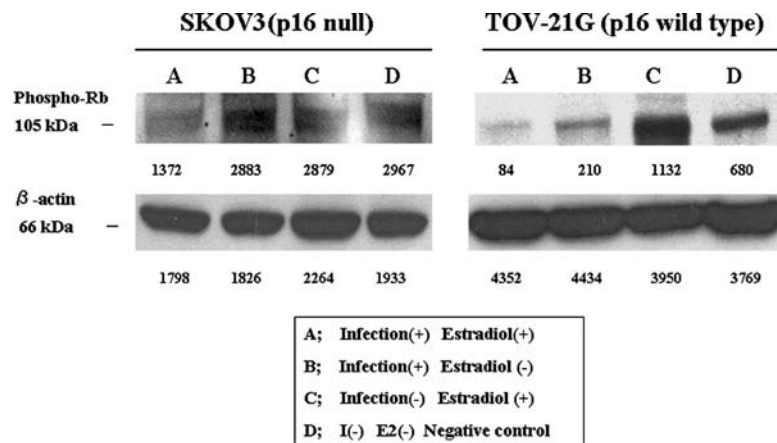 SKOV3(p16 null) TOV-21G (p16 wild type)
A B C D A B C D
Phospho-Rb
105 kDa –
1372 2883 2879 2967 84 210 1132 680
β-actin
66 kDa –
1798 1826 2264 1933 4352 4434 3950 3769
A; Infection(+) Estradiol(+)
B; Infection(+) Estradiol (-)
C; Infection(-) Estradiol (+)
D; I(-) E2(-) Negative control